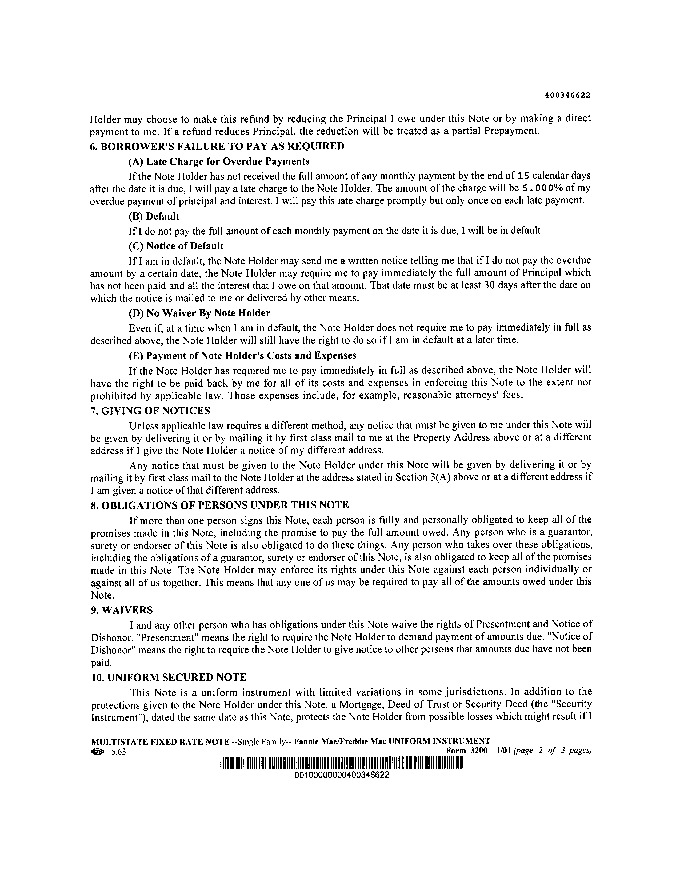 400346622
Holder may choose to make this refund by reducing the Principal I owe under this Note or by making a direct
payment to me. If a refund reduces Principal, the reduction will be treated as a partial Prepayment.
6. BORROWER'S FAILURE TO PAY AS REQUIRED
(A) Late Charge for Overdue Payments
If the Note Holder has not received the full amount of any monthly payment by the end of 15 calendar days
after the date it is due, I will pay a late charge to the Note Holder. The amount of the charge will be 5.000% of my
overdue payment of principal and interest. I will pay this late charge promptly but only once on each late payment.
(B) Default
If I do not pay the full amount of each monthly payment on the date it is due, I will be in default
(C) Notice of Default
If I am in default, the Note Holder may send me a written notice telling me that if I do not pay the overdue
amount by a certain date, the Note Holder may require me to pay immediately the full amount of Principal which
has not been paid and all the interest that I owe on that amount. That date must be at least 30 days after the date on
which the notice is mailed to me or delivered by other means.
(D) No Waiver By Note Holder
Even if, at a time when I am in default, the Note Holder does not require me to pay immediately in full as
described above, the Note Holder will still have the right to do so if I am in default at a later time.
(E) Payment of Note Holder's Costs and Expenses
If the Note Holder has required me to pay immediately in full as described above, the Note Holder will
have the right to be paid back by me for all of its costs and expenses in enforcing this Note to the extent not
prohibited by applicable law. Those expenses include, for example, reasonable attorneys' fees.
7. GIVING OF NOTICES
Unless applicable law requires a different method, any notice that must be given to me under this Note will
be given by delivering it or by mailing it by first class mail to me at the Property Address above or at a different
address if I give the Note Holder a notice of my different address.
Any notice that must be given to the Note Holder under this Note will be given by delivering it or by
mailing it by first class mail to the Note Holder at the address stated in Section 3(A) above or at a different address if
I am given a notice of that different address.
8. OBLIGATIONS OF PERSONS UNDER THIS NOTE
If more than one person signs this Note, each person is fully and personally obligated to keep all of the
promises made in this Note, including the promise to pay the full amount owed. Any person who is a guarantor,
surety or endorser of this Note is also obligated to do these things. Any person who takes over these obligations,
including the obligations of a guarantor, surety or endorser of this Note, is also obligated to keep all of the promises
made in this Note. The Note Holder may enforce its rights under this Note against each person individually or
against all of us together. This means that any one of us may be required to pay all of the amounts owed under this
Note.
9. WAIVERS
I and any other person who has obligations under this Note waive the rights of Presentment and Notice of
Dishonor. "Presentment" means the right to require the Note Holder to demand payment of amounts due. "Notice of
Dishonor" means the right to require the Note Holder to give notice to other persons that amounts due have not been
paid.
10. UNIFORM SECURED NOTE
This Note is a uniform instrument with limited variations in some jurisdictions. In addition to the
protections given to the Note Holder under this Note, a Mortgage, Deed of Trust or Security Deed (the "Security
Instrument"), dated the same date as this Note, protects the Note Holder from possible losses which might result if I
MULTISTATE FIXED RATE NOTE --Single Family-- Fannie Mae/Freddie Mac UNIFORM INSTRUMENT
Form 3200 1/01 (page 2 of 3 pages)
0010000000400346622